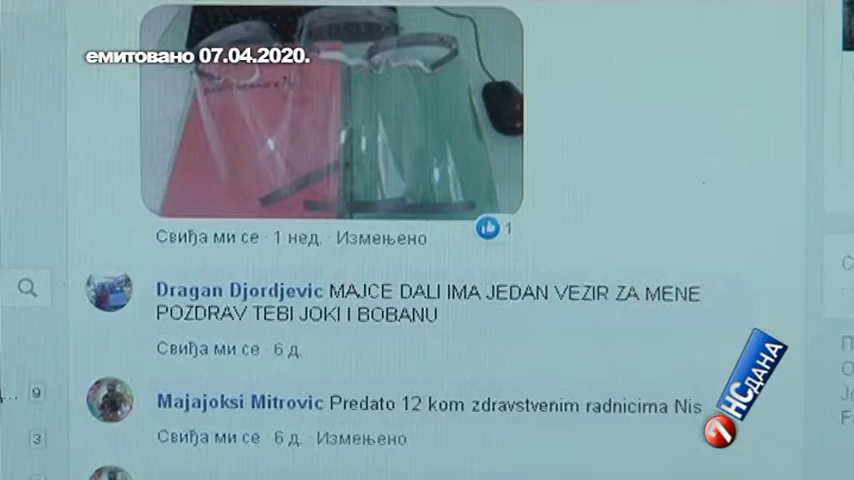 емитовано 07.04.2020.
Свиђа ми се · 1 нед. · Измењено
1
Dragan Djordjevic MAJCE DALI IMA JEDAN VEZIR ZA MENE
POZDRAV TEBI JOKI I BOBANU
Свиђа ми се · 6 д.
9
Majajoksi Mitrovic Predato 12 kom zdravstvenim radnicima Nis
3
Свиђа ми се · 6 д. · Измењено
НС дана